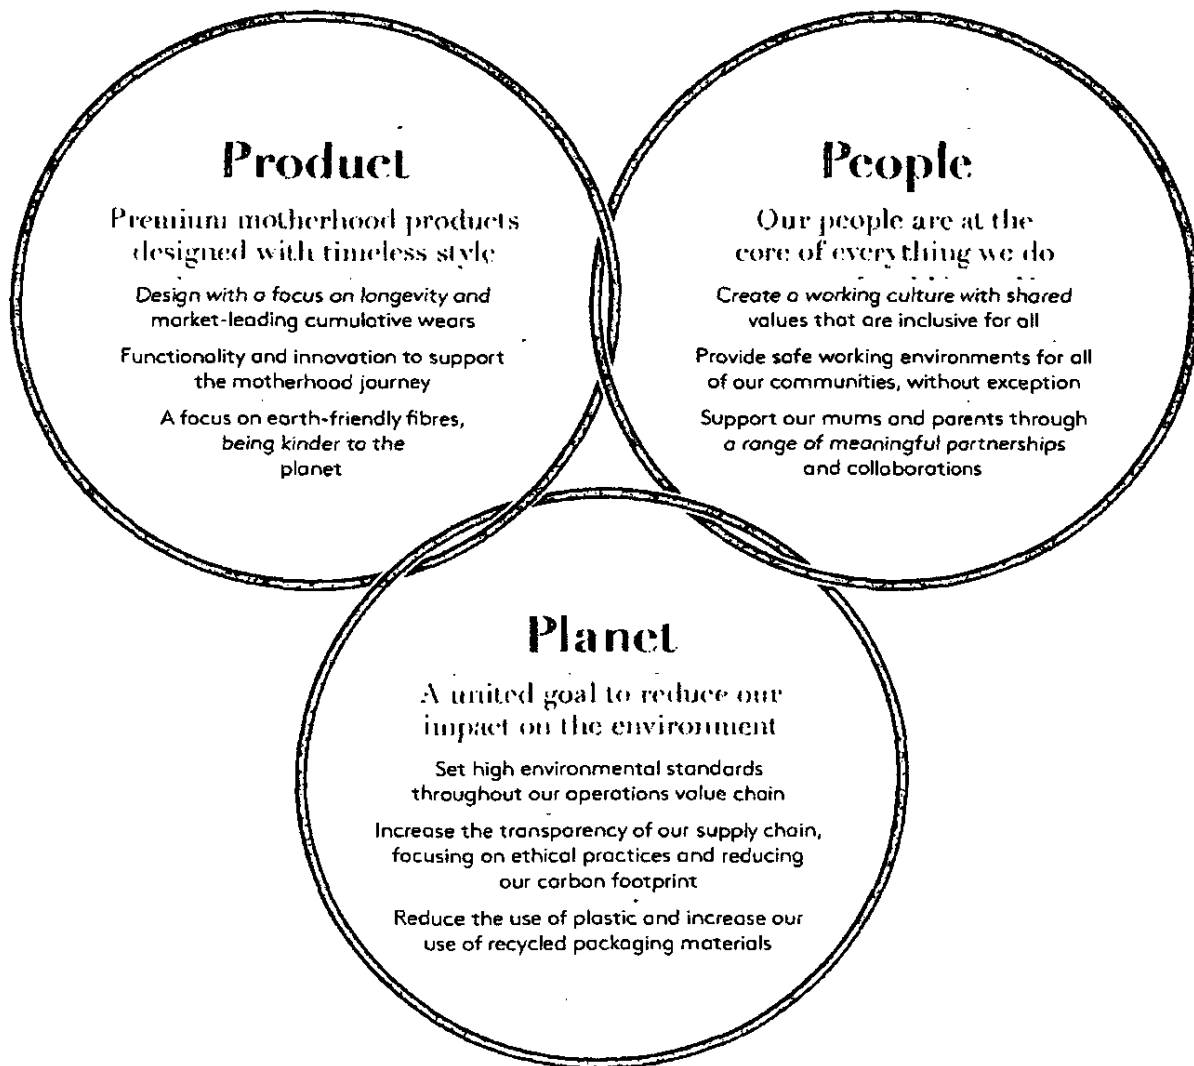 Product
Premium motherhood products
designed with timeless style
Design with a focus on longevity and
market-leading cumulative wears
Functionality and innovation to support
the motherhood journey
A focus on earth-friendly fibres,
being kinder to the
planet
People
Our people are at the
core of everything we do
Create a working culture with shared
values that are inclusive for all
Provide safe working environments for all
of our communities, without exception
Support our mums and parents through
a range of meaningful partnerships
and collaborations
Planet
A united goal to reduce our
impact on the environment
Set high environmental standards
throughout our operations value chain
Increase the transparency of our supply chain,
focusing on ethical practices and reducing
our carbon footprint
Reduce the use of plastic and increase our
use of recycled packaging materials